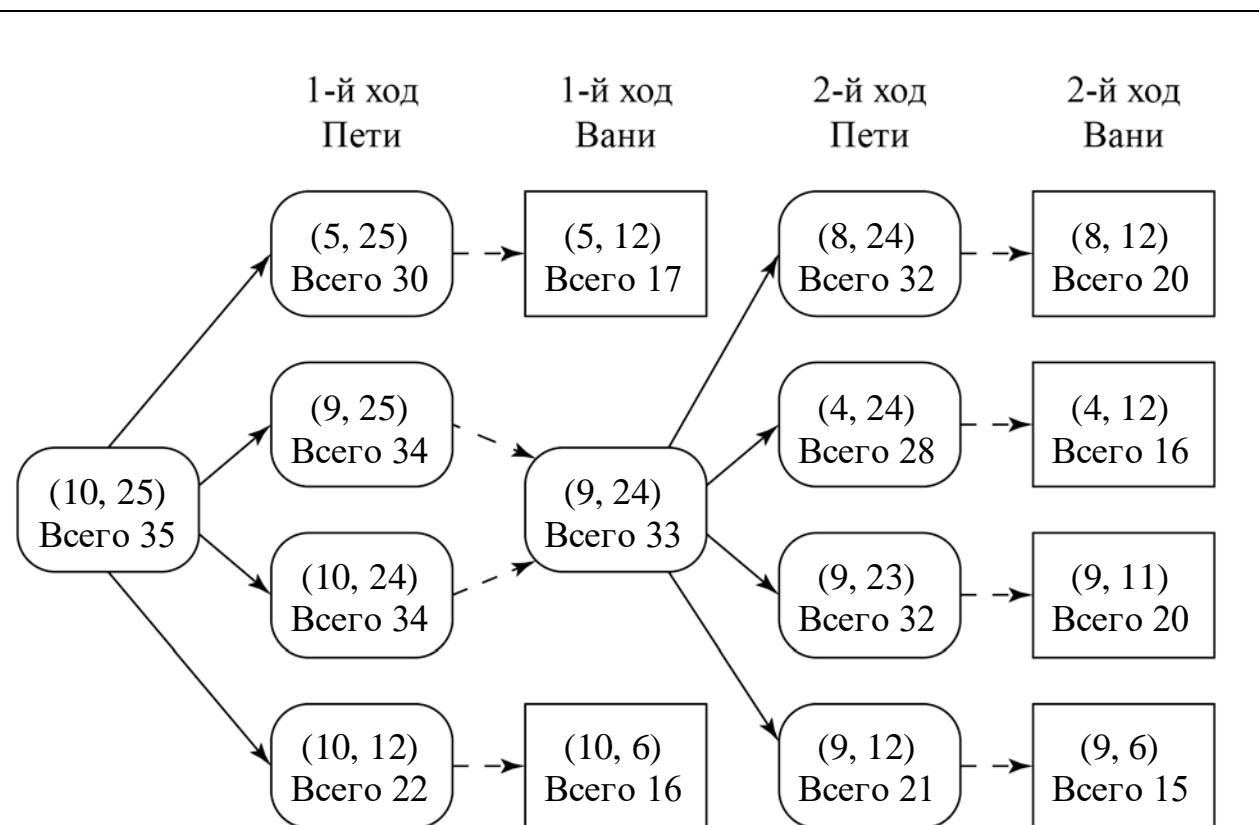 1-й ход
Пети
1-й ход
Вани
2-й ход
Пети
2-й ход
Вани
(5, 25)
Всего 30
(5, 12)
Всего 17
(8, 24)
Всего 32
(8, 12)
Всего 20
(9, 25)
Всего 34
(4, 24)
Всего 28
(4, 12)
Всего 16
(10, 25)
Всего 35
(9, 24)
Всего 33
(10, 24)
Всего 34
(9, 23)
Всего 32
(9, 11)
Всего 20
(10, 12)
Всего 22
(10, 6)
Всего 16
(9, 12)
Всего 21
(9, 6)
Всего 15